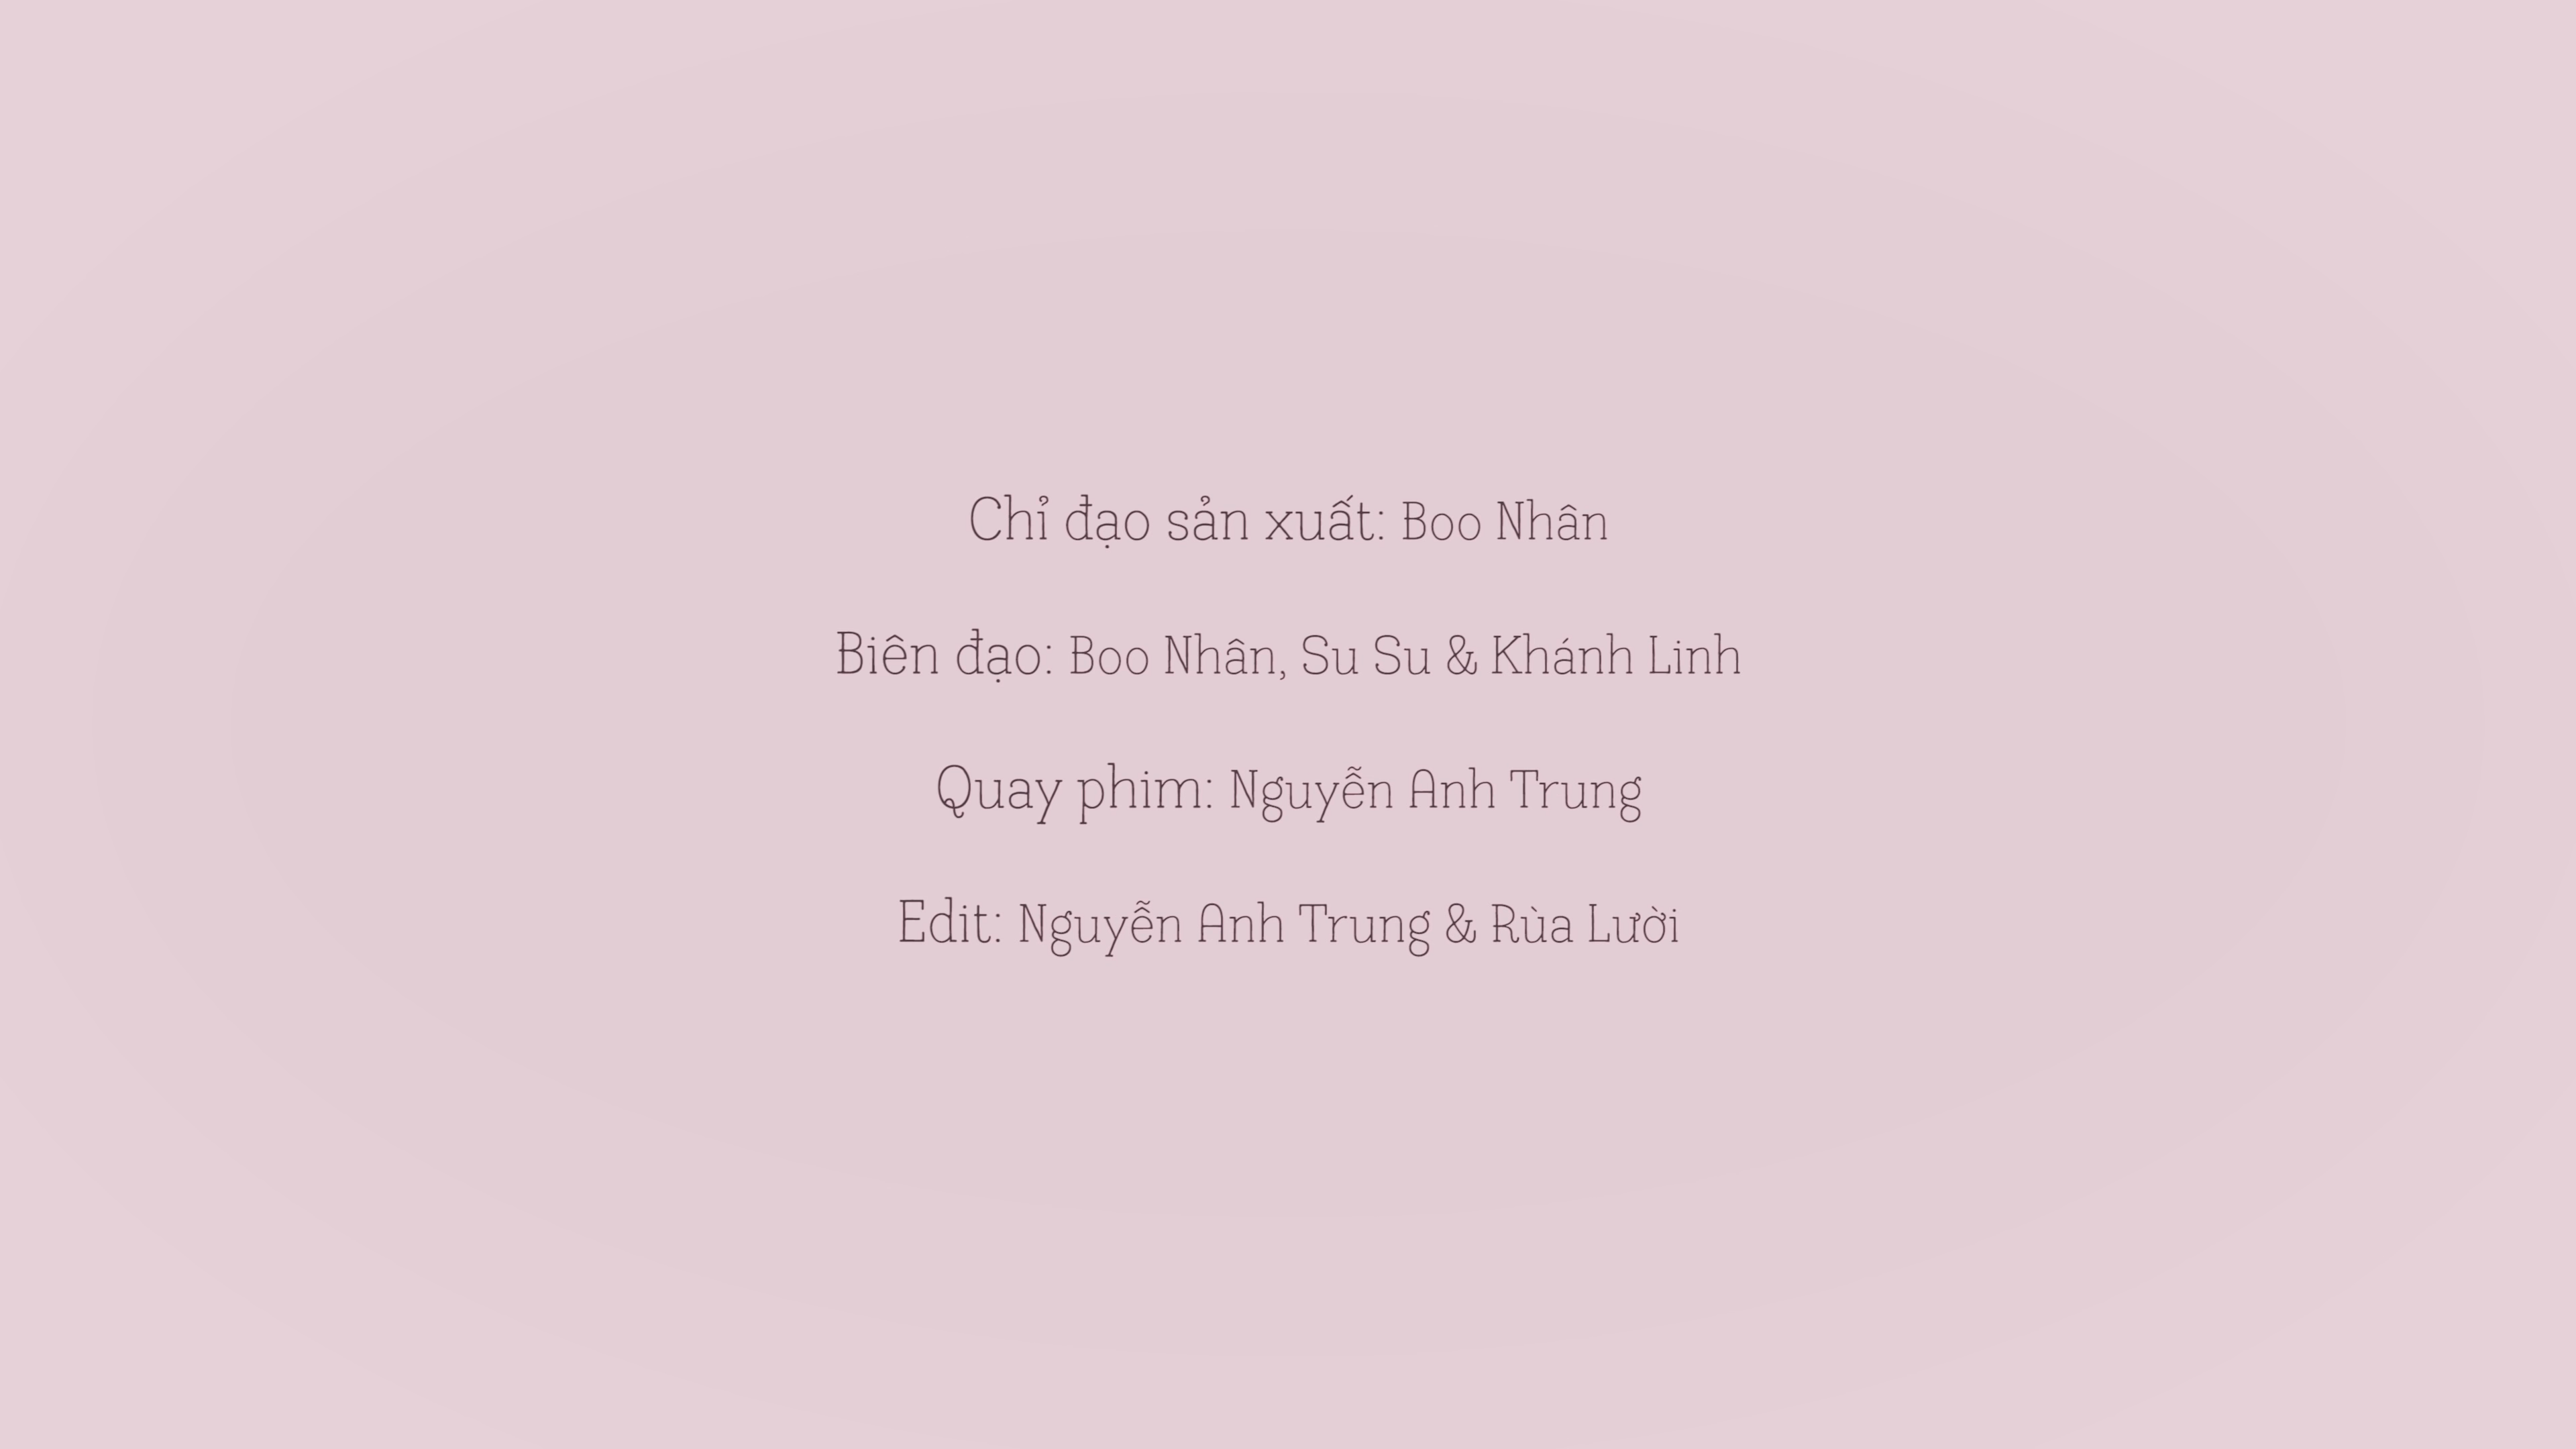 Chỉ đạo sản xuất: Boo Nhân
Biên đạo: Boo Nhân, Su Su & Khánh Linh
Quay phim: Nguyễn Anh Trung
Edit: Nguyễn Anh Trung & Rùa Lười